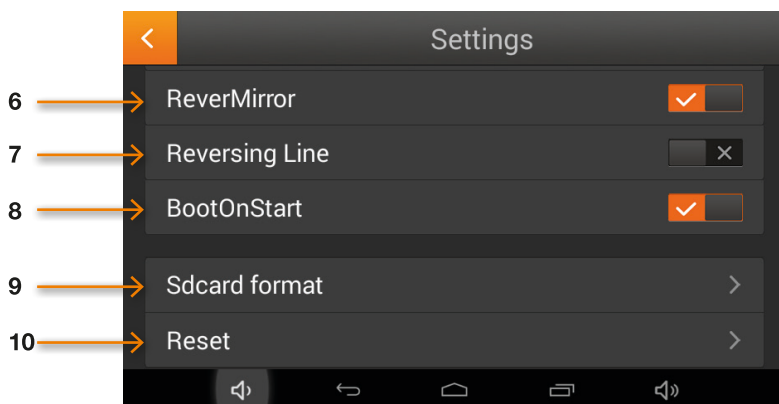 Settings
6 ReverMirror
7 Reversing Line
8 BootOnStart
9 Sdcard format
10 Reset